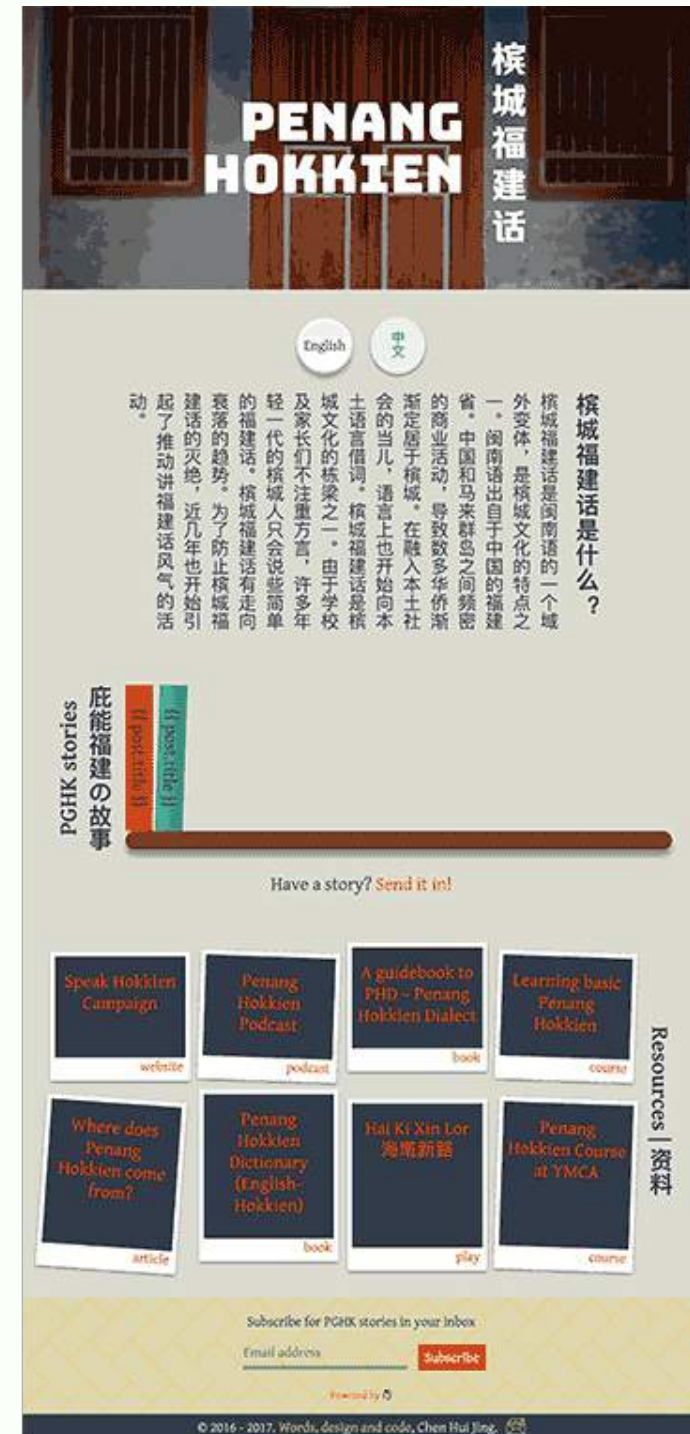 PENANG
HOKKIEN
槟城福建话
English
中文
槟城福建话是什么？
槟城福建话是闽南语的一个域
外变体，是槟城文化的特点之
一。闽南语出自于中国的福建
省。中国和马来群岛之间频密
的商业活动，导致数多华侨渐
渐定居于槟城。在融入本土社
会的当儿，语言上也开始向本
土语言借词。槟城福建话是槟
城文化的栋梁之一。由于学校
及家长们不注重方言，许多年
轻一代的槟城人只会说些简单
的福建话。槟城福建话有走向
衰落的趋势。为了防止槟城福
建话的灭绝，近几年也开始引
起了推动讲福建话风气的活
动。
PGHK stories
庇能福建の故事
{{ post.title }}
{{ post.title }}
Have a story? Send it in!
Resources | 资料
Speak Hokkien
Campaign
website
Penang
Hokkien
Podcast
podcast
A guidebook to
PHD – Penang
Hokkien Dialect
book
Learning basic
Penang
Hokkien
course
Where does
Penang
Hokkien come
from?
article
Penang
Hokkien
Dictionary
(English-
Hokkien)
book
Hai Ki Xin Lor
海墘新路
play
Penang
Hokkien Course
at YMCA
course
Subscribe for PGHK stories in your inbox
Email address
Subscribe
Powered by
© 2016 - 2017. Words, design and code, Chen Hui Jing.